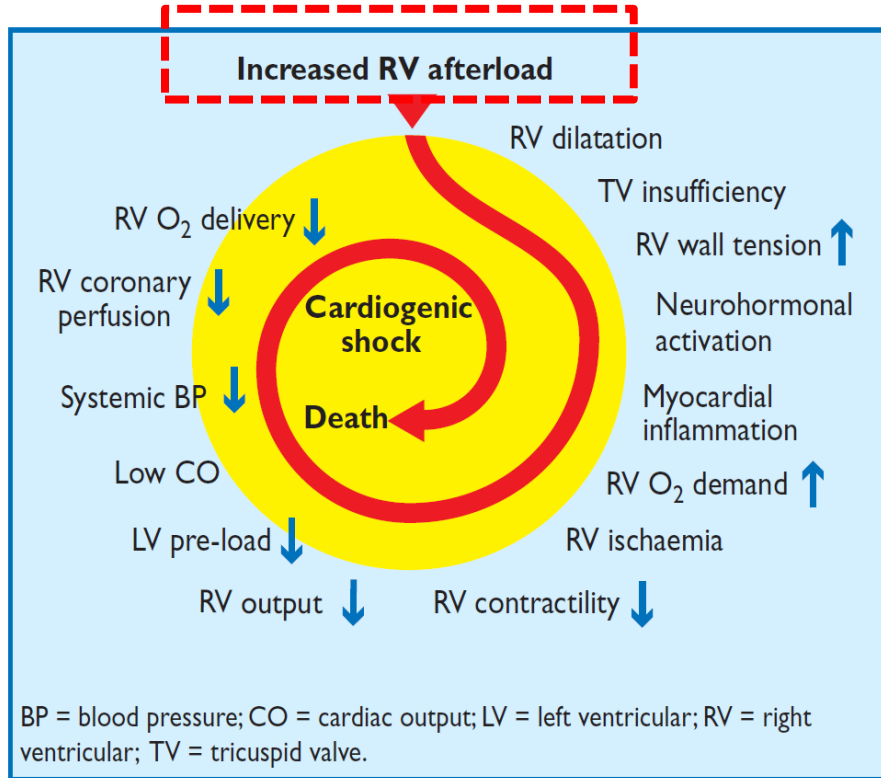 Increased RV afterload
RV dilatation
TV insufficiency
RV wall tension
Neurohormonal
activation
Myocardial
inflammation
RV O₂ demand
RV ischaemia
RV contractility
RV output
LV pre-load
Low CO
Systemic BP
RV coronary
perfusion
RV O₂ delivery
Cardiogenic
shock
Death
BP = blood pressure; CO = cardiac output; LV = left ventricular; RV = right
ventricular; TV = tricuspid valve.